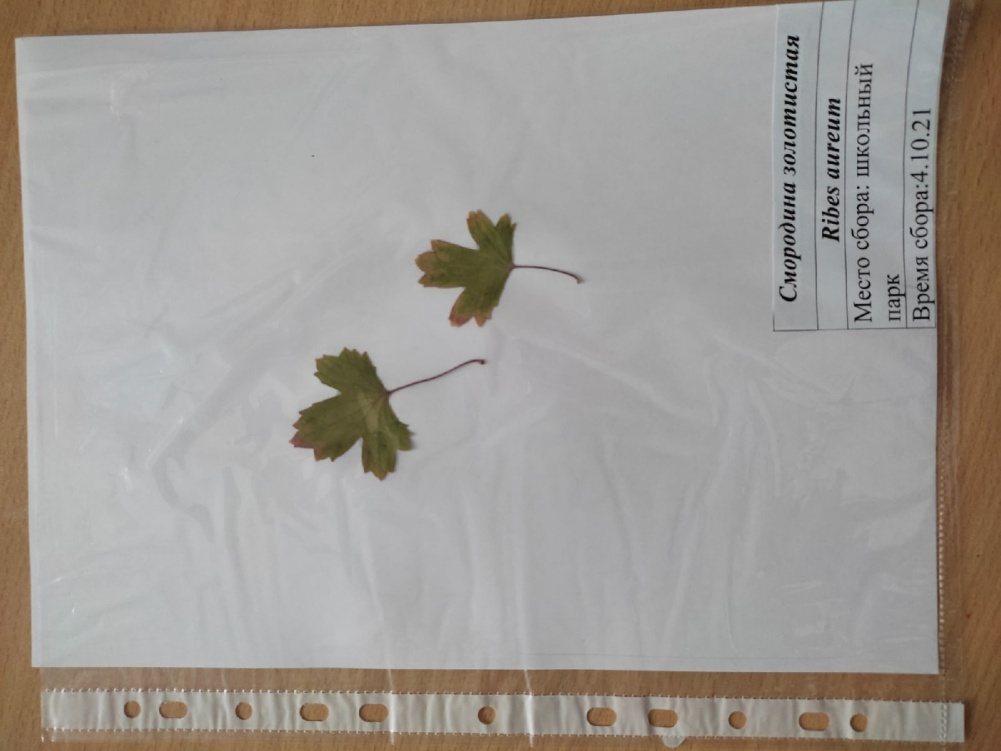 Смородина золотистая
Ribes aureum
Место сбора: школьный
парк
Время сбора:4.10.21